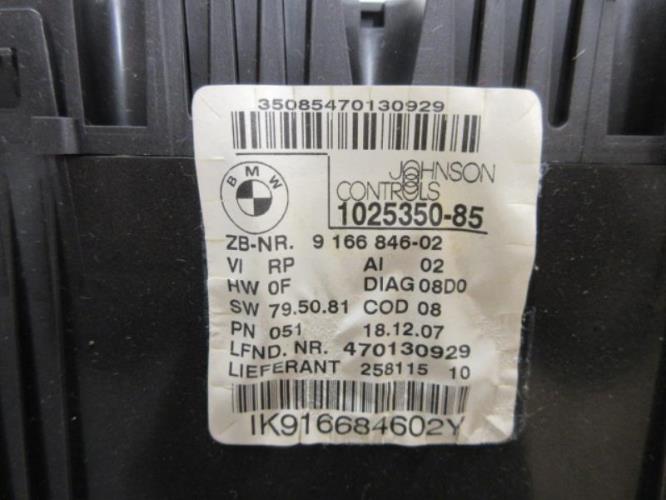 35085470130929
BMW
JOHNSON
CONTROLS
1025350-85
ZB-NR. 9 166 846-02
VI RP AI 02
HW 0F DIAG 08D0
SW 79.50.81 COD 08
PN 051 18.12.07
LFND. NR. 470130929
LIEFERANT 258115 10
IK916684602Y